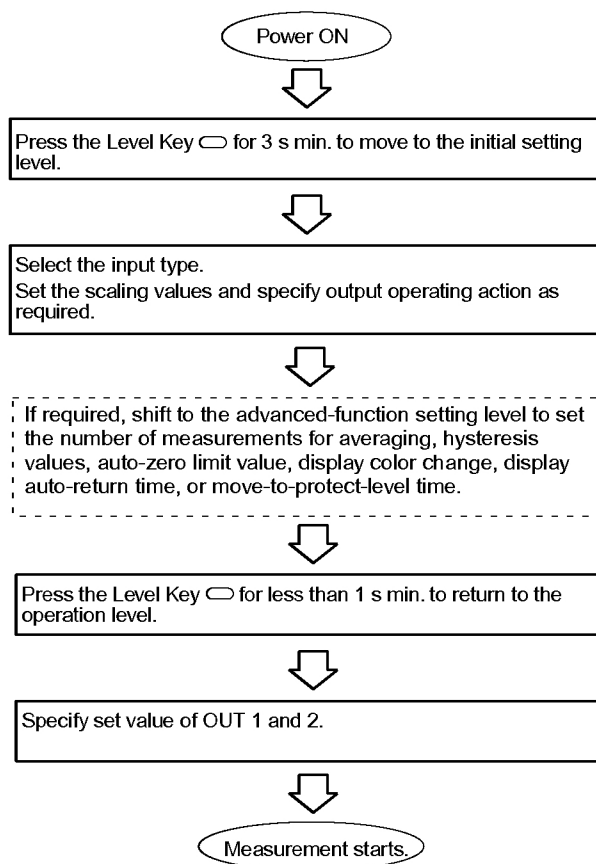 Power ON
Press the Level Key for 3 s min. to move to the initial setting
level.
Select the input type.
Set the scaling values and specify output operating action as
required.
If required, shift to the advanced-function setting level to set
the number of measurements for averaging, hysteresis
values, auto-zero limit value, display color change, display
auto-return time, or move-to-protect-level time.
Press the Level Key for less than 1 s min. to return to the
operation level.
Specify set value of OUT 1 and 2.
Measurement starts.